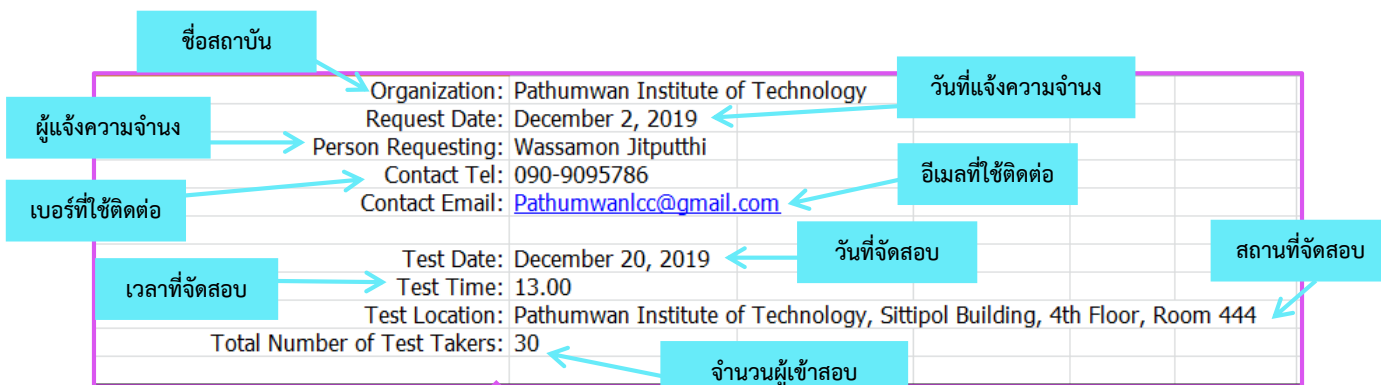 ชื่อสถาบัน
Organization: Pathumwan Institute of Technology
วันที่แจ้งความจำนง
Request Date: December 2, 2019
ผู้แจ้งความจำนง
Person Requesting: Wassamon Jitputthi
Contact Tel: 090-9095786
อีเมลที่ใช้ติดต่อ
เบอร์ที่ใช้ติดต่อ
Contact Email: Pathumwanlcc@gmail.com
Test Date: December 20, 2019
วันที่จัดสอบ
สถานที่จัดสอบ
เวลาที่จัดสอบ
Test Time: 13.00
Test Location: Pathumwan Institute of Technology, Sittipol Building, 4th Floor, Room 444
Total Number of Test Takers: 30
จำนวนผู้เข้าสอบ